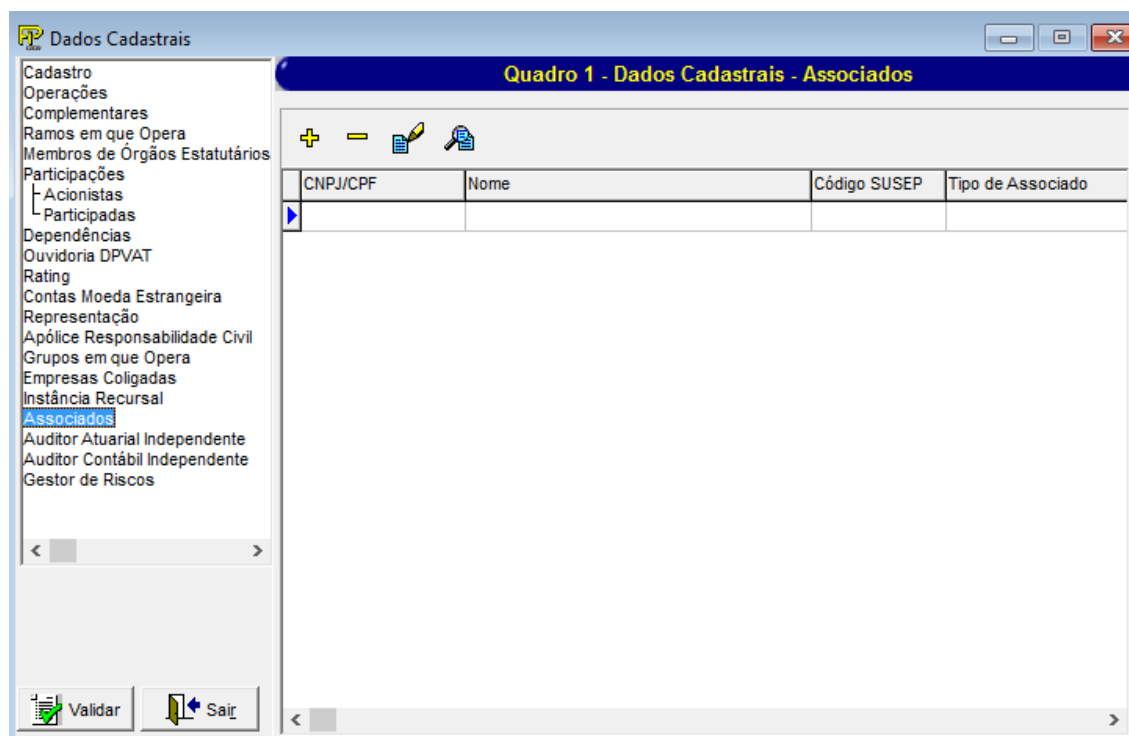 Dados Cadastrais
Cadastro
Operações
Complementares
Ramos em que Opera
Membros de Órgãos Estatutários
Participações
Acionistas
Participadas
Dependências
Ouvidoria DPVAT
Rating
Contas Moeda Estrangeira
Representação
Apólice Responsabilidade Civil
Grupos em que Opera
Empresas Coligadas
Instância Recursal
Associados
Auditor Atuarial Independente
Auditor Contábil Independente
Gestor de Riscos
Validar
Sair
Quadro 1 - Dados Cadastrais - Associados
CNPJ/CPF Nome Código SUSEP Tipo de Associado